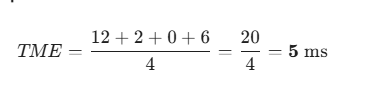 TME = (12 + 2 + 0 + 6)/4 = 20/4 = 5 ms